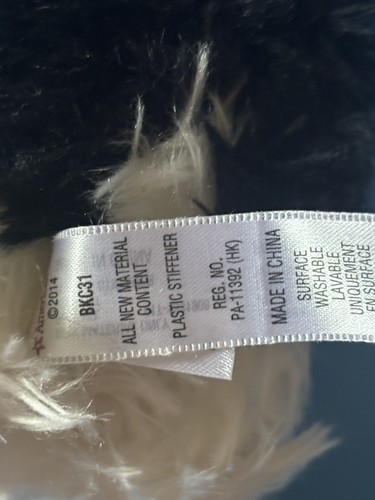 ©2014
BKC31
ALL NEW MATERIAL
CONTENT
PLASTIC STIFFENER
REG. NO.
PA-11392 (HK)
MADE IN CHINA
SURFACE
WASHABLE
LAVABLE
UNIQUEMENT
EN SURFACE